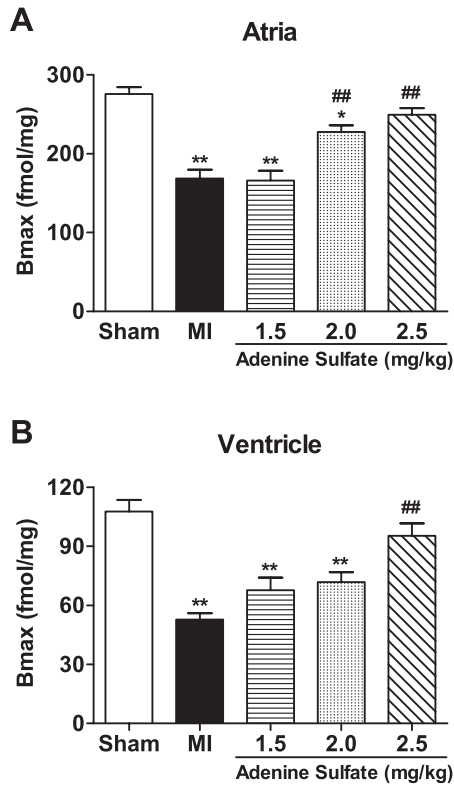 A
Atria
Bmax (fmol/mg)
300
200
100
0
**
**
##
*
##
Sham MI 1.5 2.0 2.5
Adenine Sulfate (mg/kg)
B
Ventricle
Bmax (fmol/mg)
120
90
60
30
0
**
**
**
##
Sham MI 1.5 2.0 2.5
Adenine Sulfate (mg/kg)